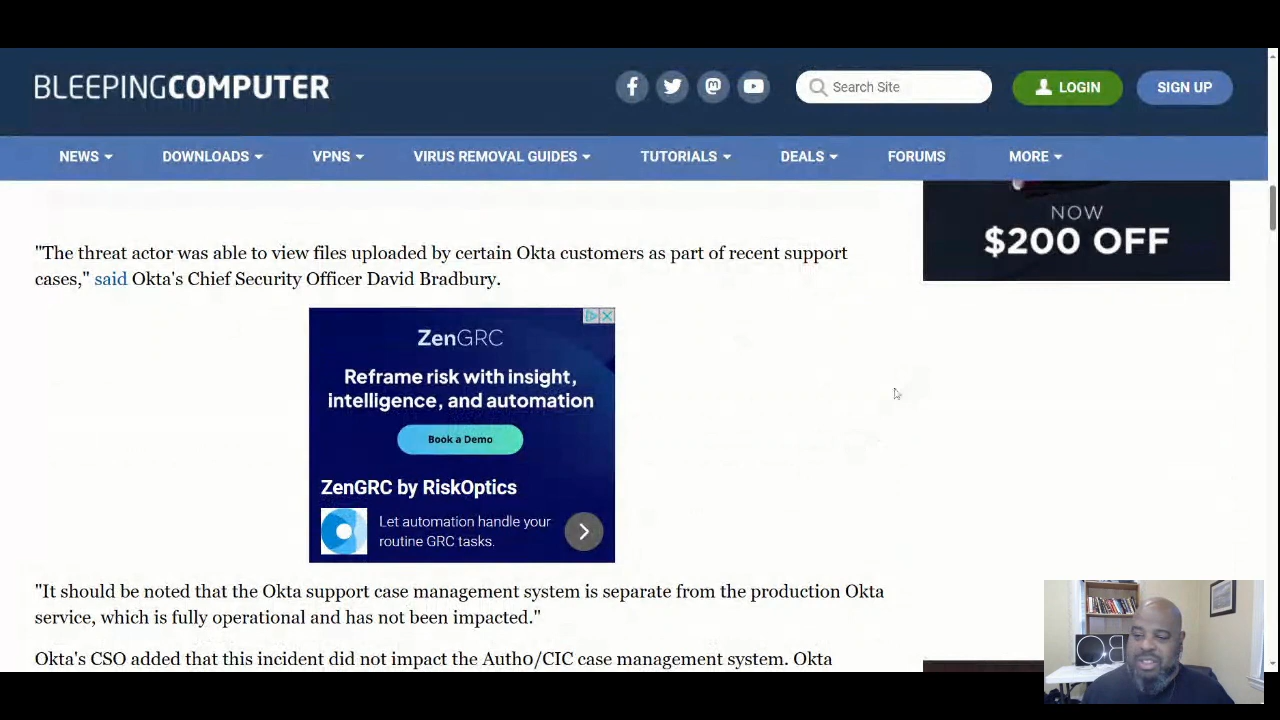 BLEEPINGCOMPUTER
Search Site
LOGIN
SIGN UP
NEWS
DOWNLOADS
VPNS
VIRUS REMOVAL GUIDES
TUTORIALS
DEALS
FORUMS
MORE
NOW
$200 OFF
"The threat actor was able to view files uploaded by certain Okta customers as part of recent support
cases," said Okta's Chief Security Officer David Bradbury.
ZenGRC
Reframe risk with insight,
intelligence, and automation
Book a Demo
ZenGRC by RiskOptics
Let automation handle your
routine GRC tasks.
"It should be noted that the Okta support case management system is separate from the production Okta
service, which is fully operational and has not been impacted."
Okta's CSO added that this incident did not impact the Auth0/CIC case management system. Okta